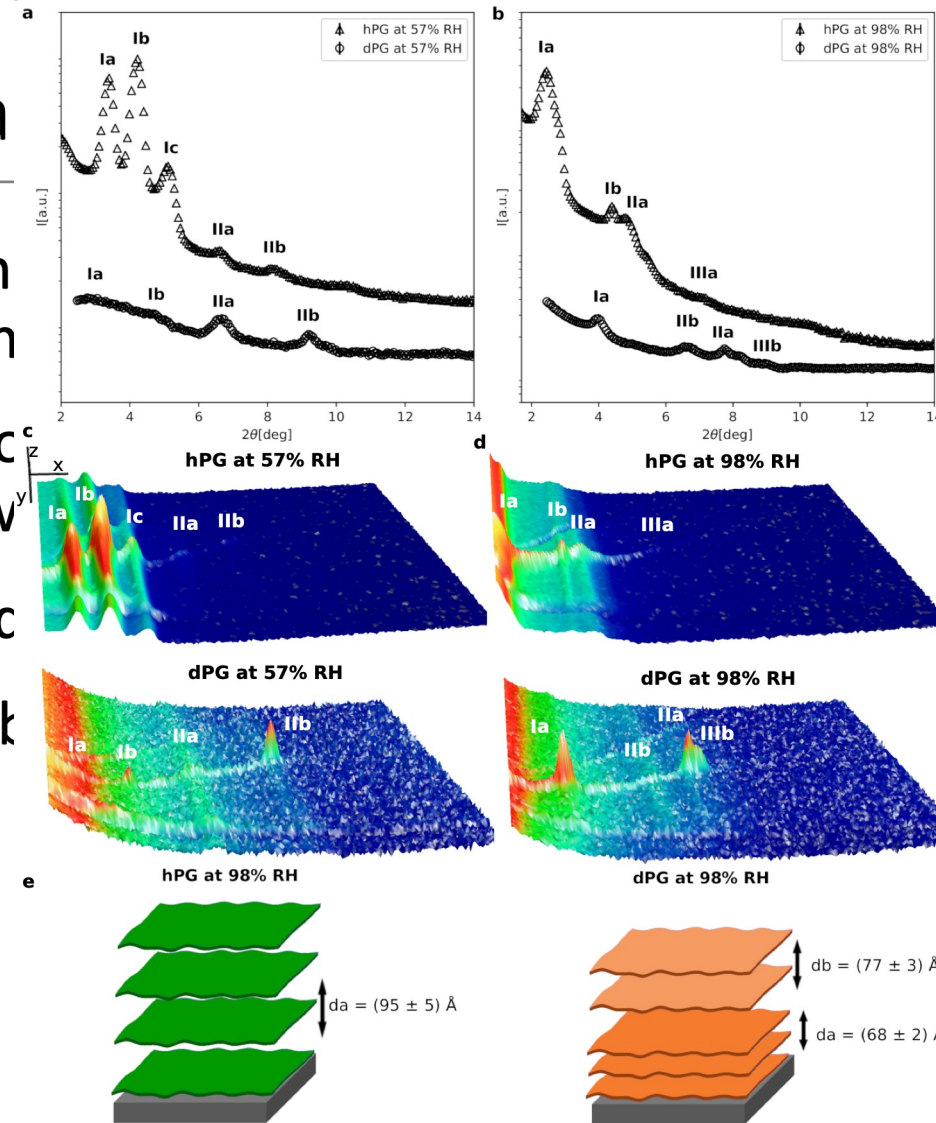 a
b
hPG at 57% RH
dPG at 57% RH
hPG at 98% RH
dPG at 98% RH
Ia
Ib
Ic
IIa
IIb
Ia
Ib
IIa
IIb
I[a.u.]
2 4 6 8 10 12 14
2θ[deg]
Ia
Ib
IIa
IIIa
Ia
IIb
IIa
IIIb
I[a.u.]
2 4 6 8 10 12 14
2θ[deg]
c
z
x
y
hPG at 57% RH
Ia
Ib
Ic
IIa
IIb
d
hPG at 98% RH
Ia
Ib
IIa
IIIa
dPG at 57% RH
Ia
Ib
IIa
IIb
dPG at 98% RH
Ia
IIb
IIa
IIIb
e
hPG at 98% RH
da = (95 ± 5) Å
dPG at 98% RH
db = (77 ± 3) Å
da = (68 ± 2)